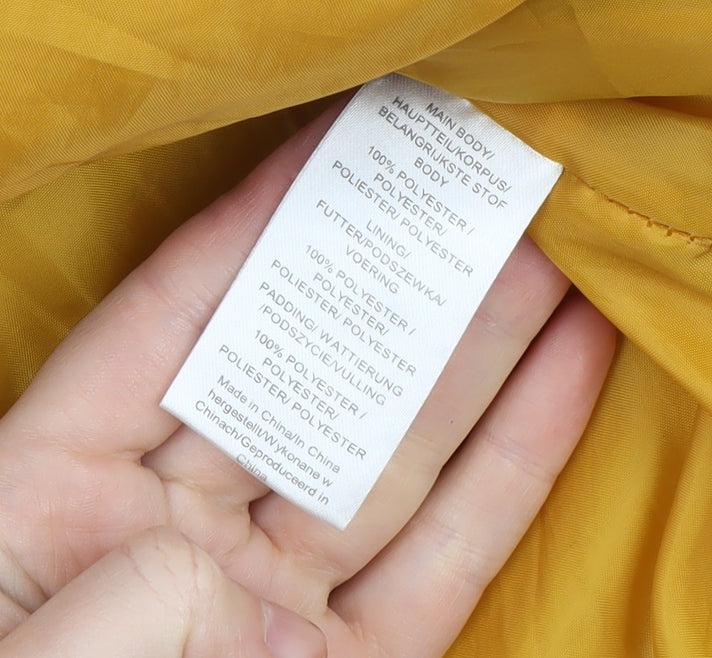 MAIN BODY/
HAUPTTEIL/KORPUS/
BELANGRIJKSTE STOF
BODY
100% POLYESTER /
POLYESTER/
POLIESTER/ POLYESTER
LINING/
FUTTER/PODSZEWKA/
VOERING
100% POLYESTER /
POLYESTER/
POLIESTER/ POLYESTER
PADDING/ WATTIERUNG
/PODSZYCIE/VULLING
100% POLYESTER /
POLYESTER/
POLIESTER/ POLYESTER
Made in China/in China
hergestellt/Wykonane w
Chinach/Geproduceerd in
China